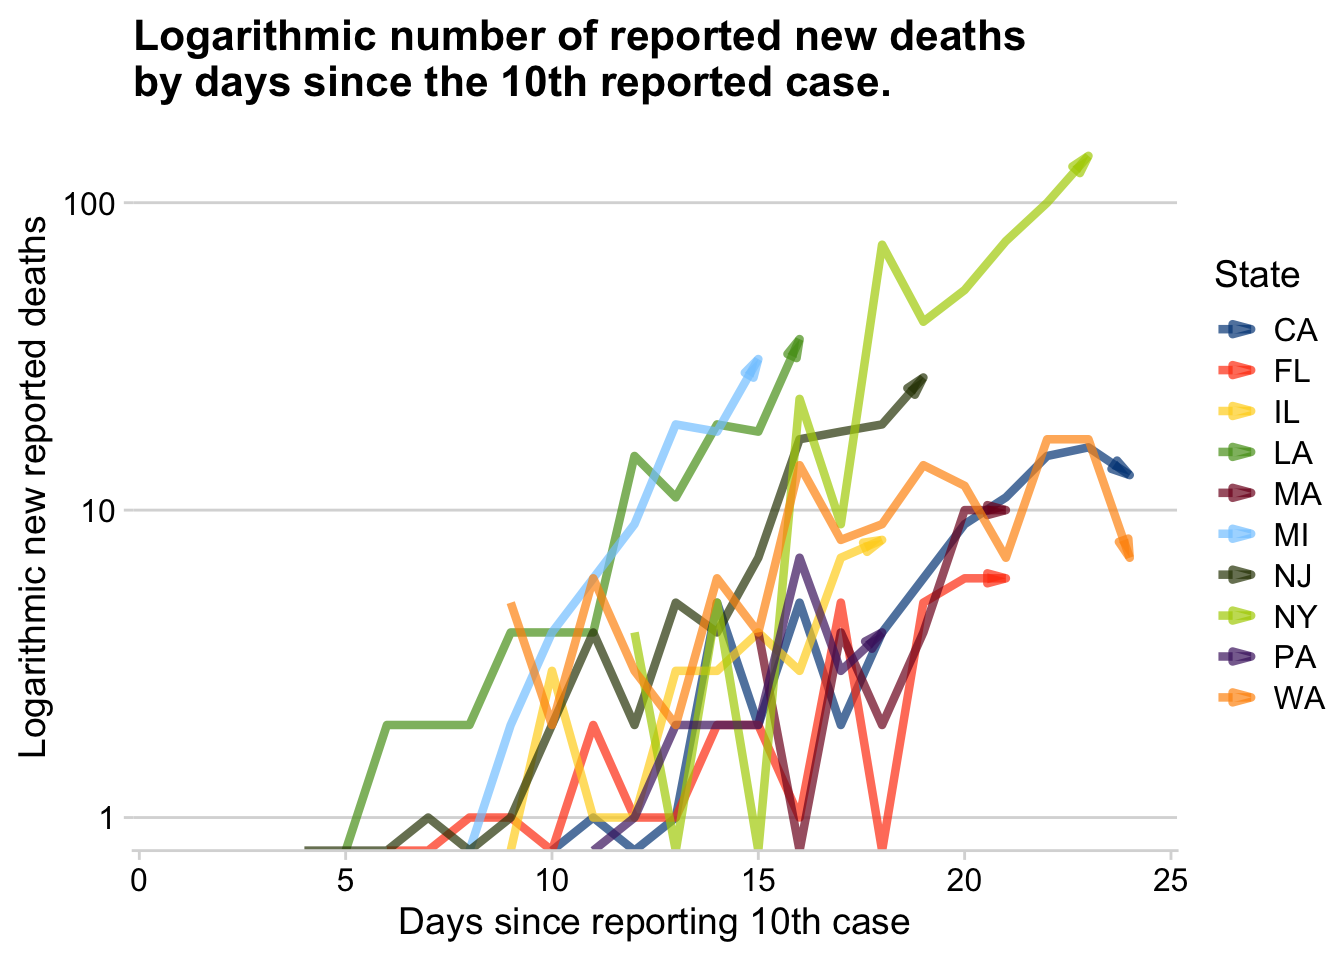 Logarithmic number of reported new deaths
by days since the 10th reported case.
Logarithmic new reported deaths
100
10
1
0
5
10
15
20
25
Days since reporting 10th case
State
CA
FL
IL
LA
MA
MI
NJ
NY
PA
WA